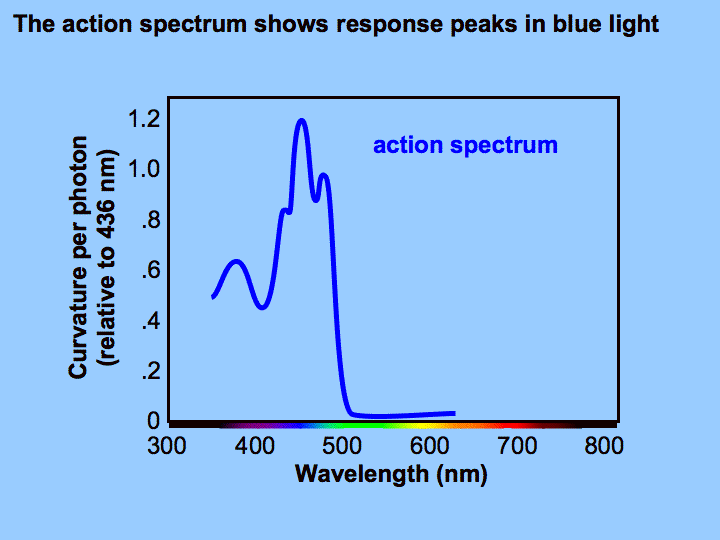 The action spectrum shows response peaks in blue light
action spectrum
Curvature per photon
(relative to 436 nm)
1.2
1.0
.8
.6
.4
.2
0
300 400 500 600 700 800
Wavelength (nm)